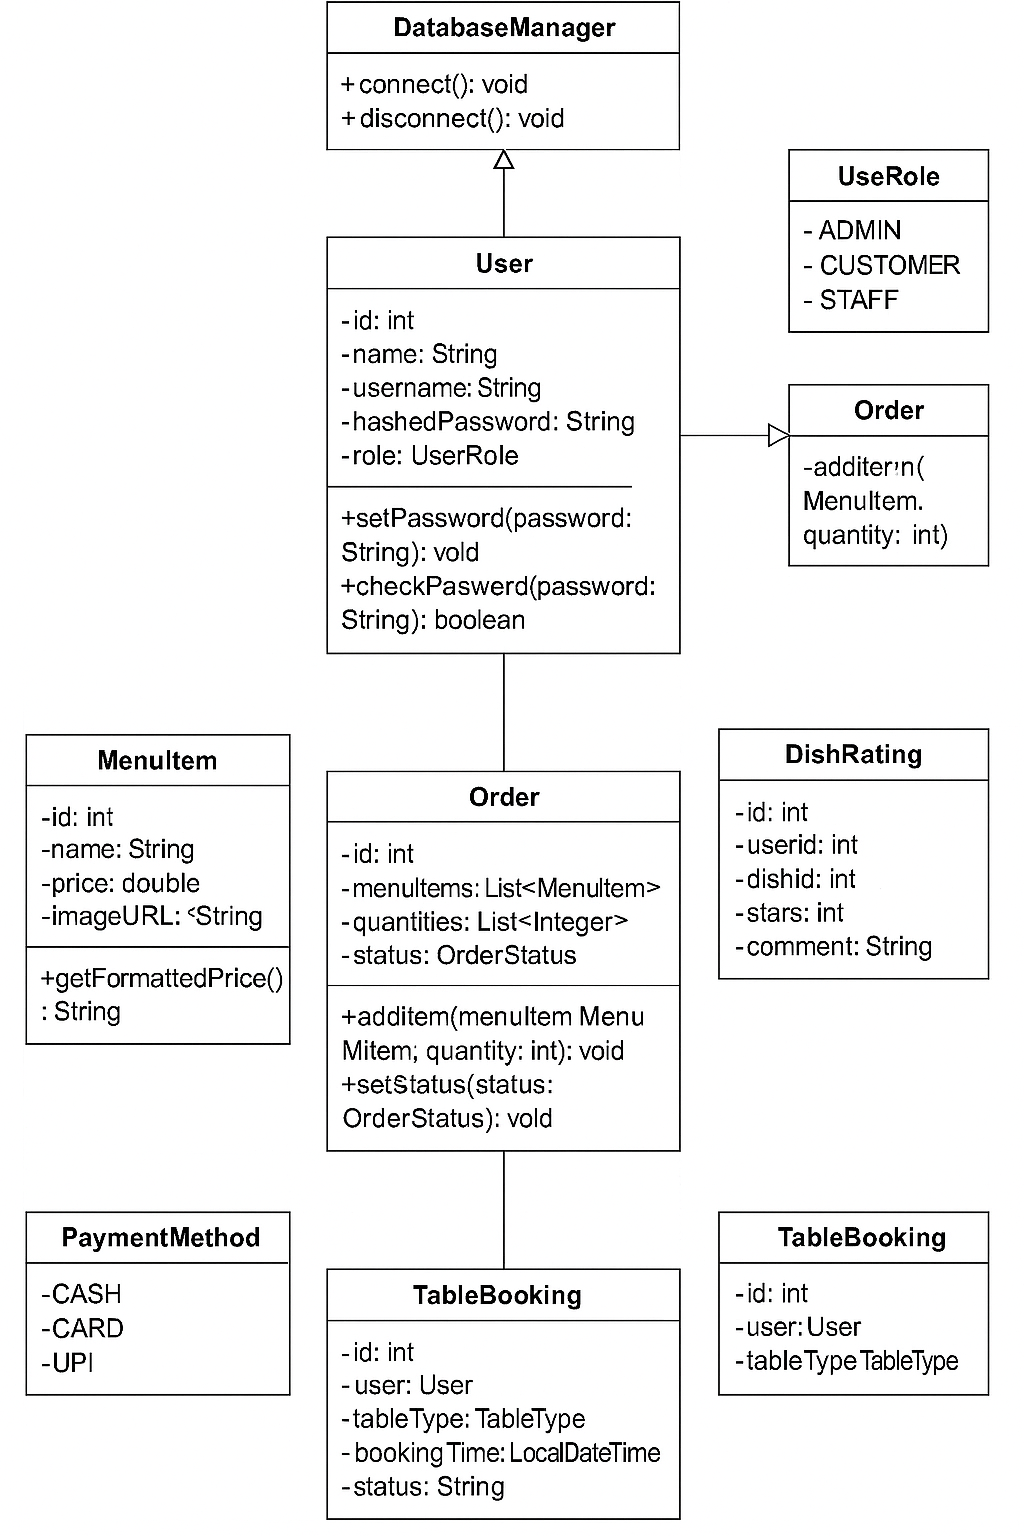 DatabaseManager
+ connect(): void
+ disconnect(): void
UseRole
- ADMIN
- CUSTOMER
- STAFF
User
-id: int
-name: String
-username: String
-hashedPassword: String
-role: UserRole
+setPassword(password:
String): vold
+checkPaswerd(password:
String): boolean
Order
-additer'n(
MenuItem.
quantity: int)
MenuItem
-id: int
-name: String
-price: double
-imageURL: <String
+getFormattedPrice()
: String
Order
-id: int
-menuItems: List<MenuItem>
-quantities: List<Integer>
-status: OrderStatus
+additem(menuItem Menu
Mitem; quantity: int): void
+setStatus(status:
OrderStatus): vold
DishRating
-id: int
-userid: int
-dishid: int
-stars: int
-comment: String
PaymentMethod
-CASH
-CARD
-UPI
TableBooking
-id: int
-user: User
-tableType: TableType
-bookingTime: LocalDateTime
-status: String
TableBooking
-id: int
-user: User
-tableType TableType